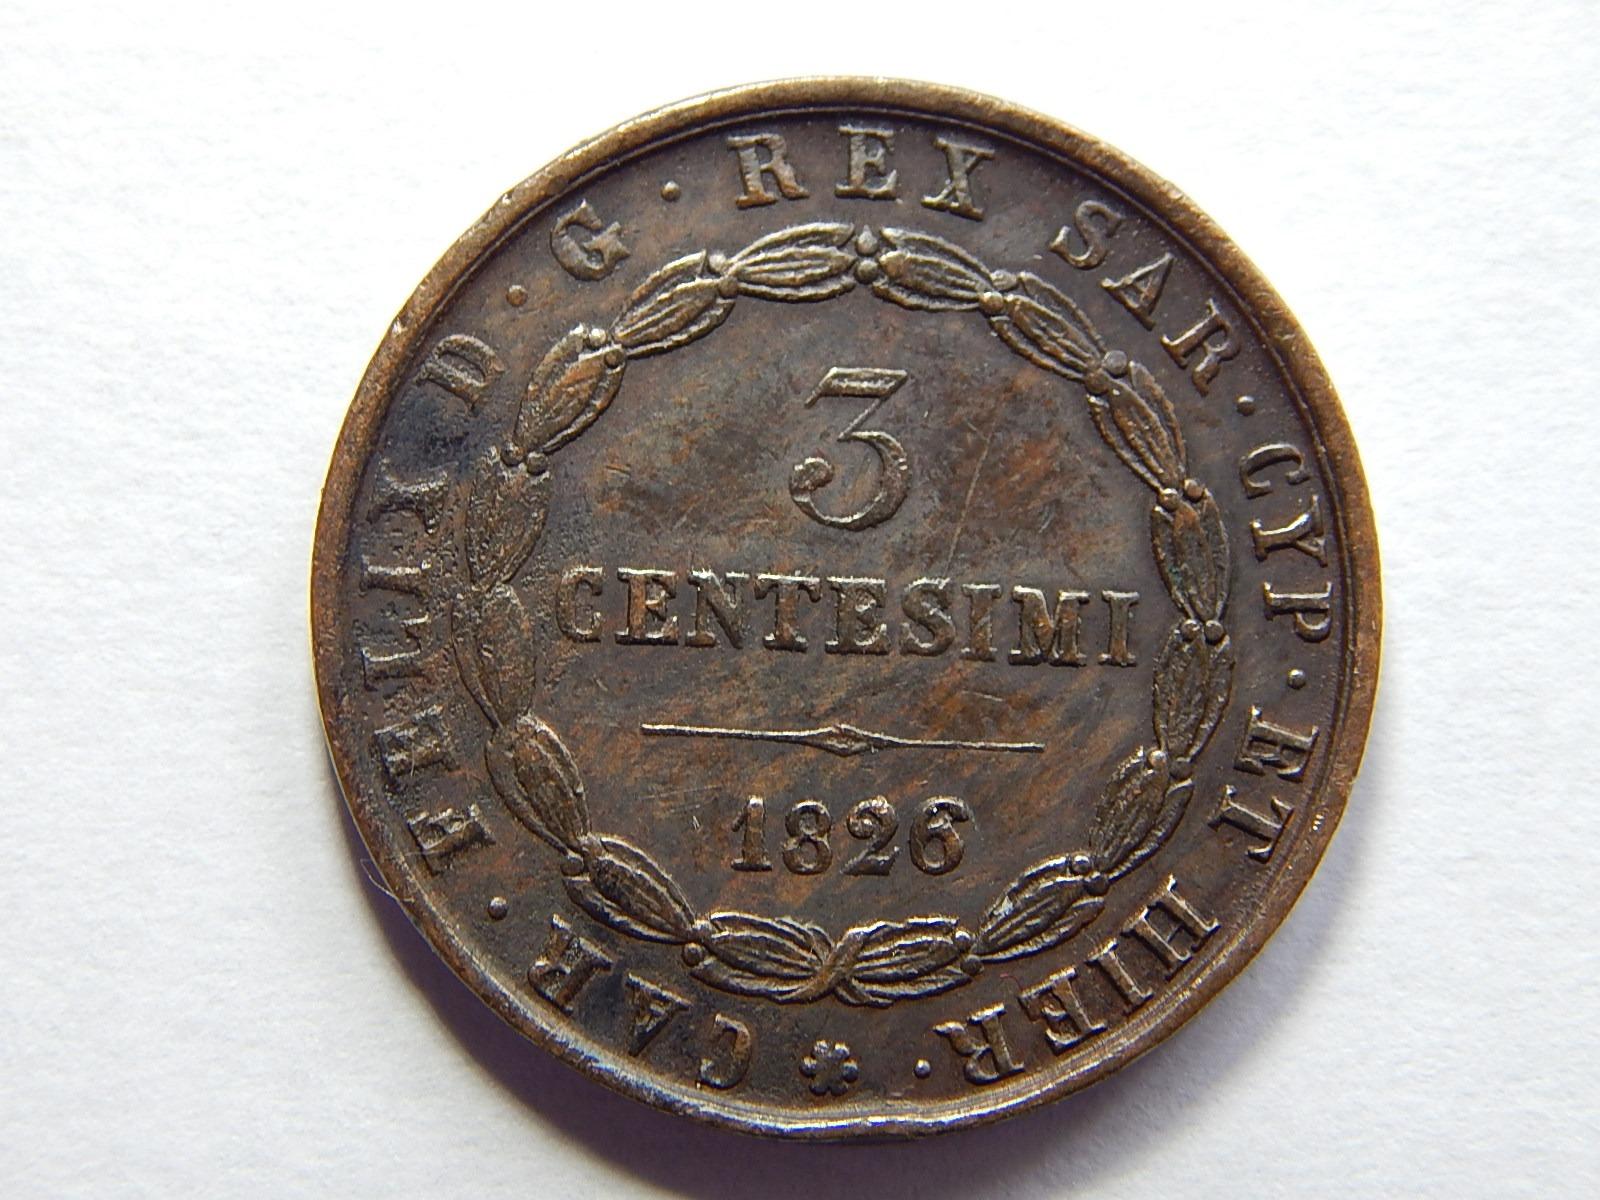 CAR · FELIX D · G · REX SAR · CYP · ET HIER ·
3
CENTESIMI
1826